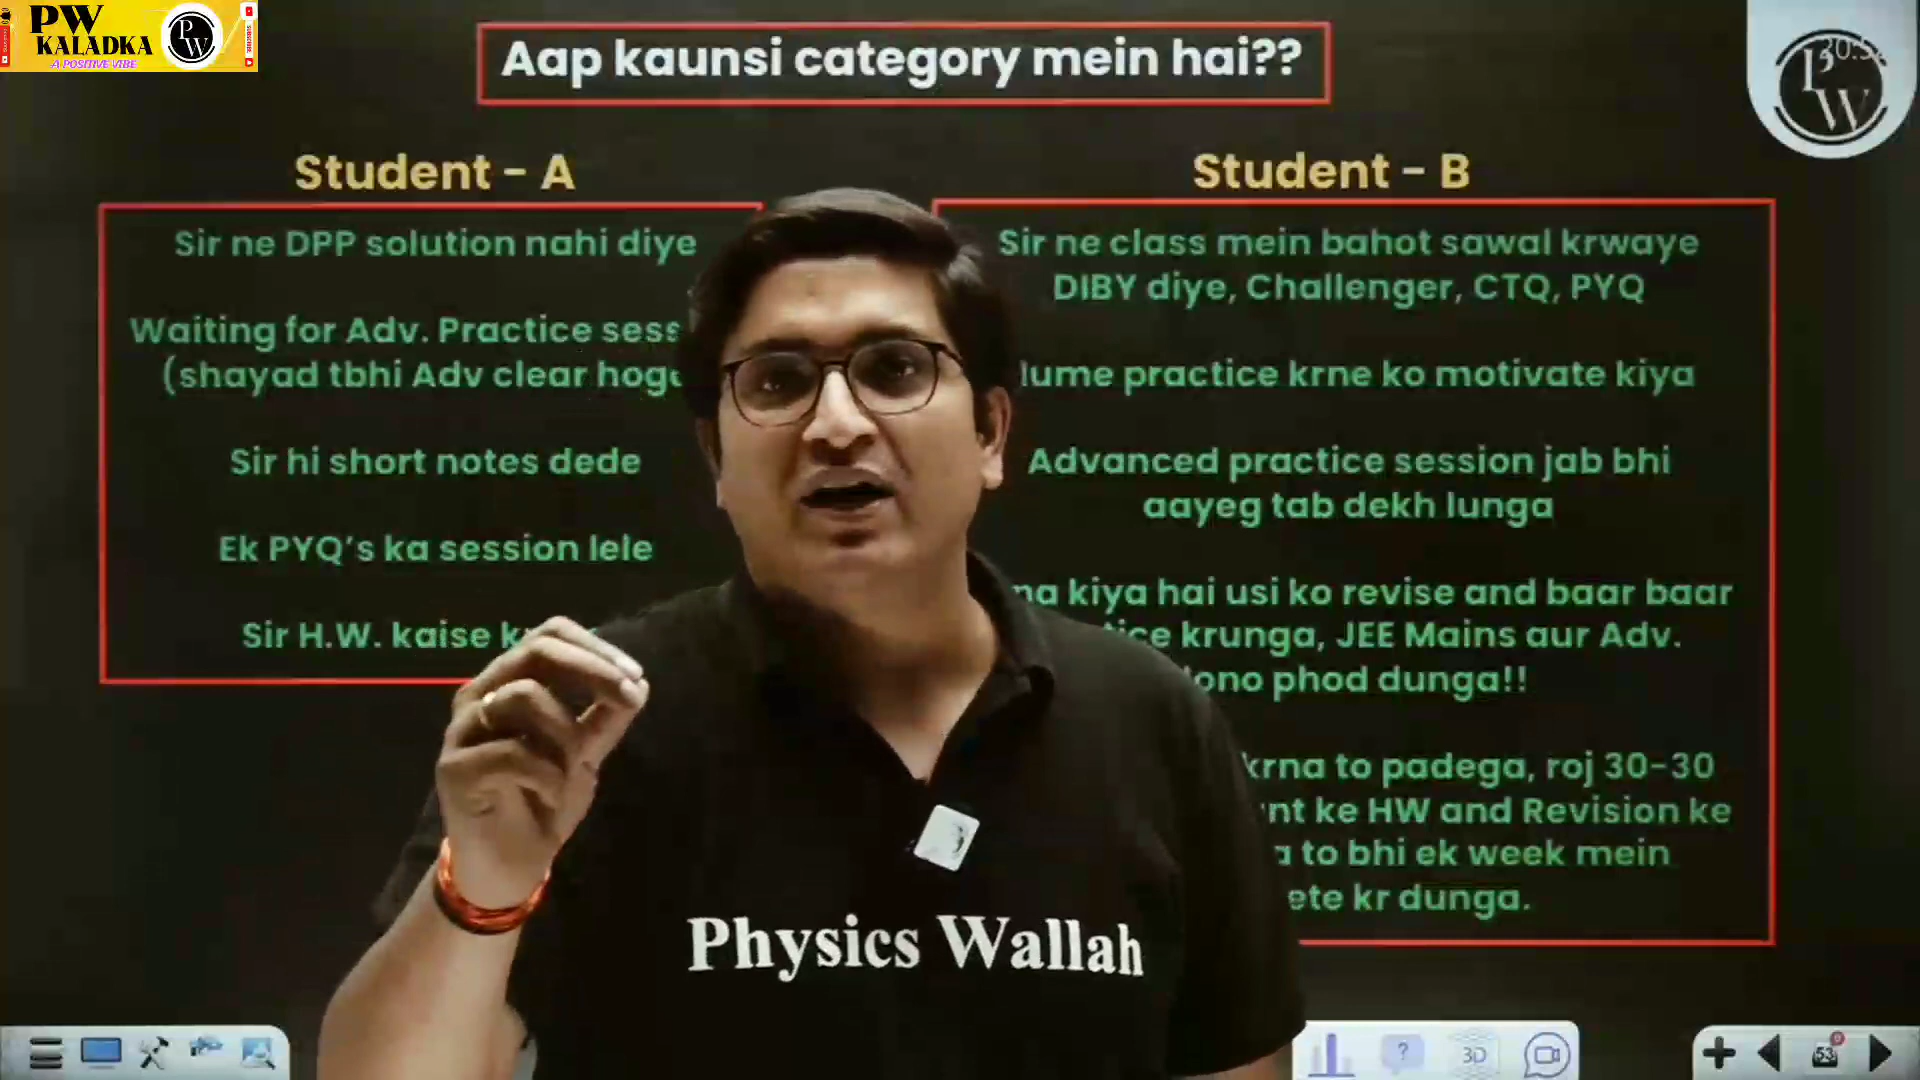 PW
KALADKA
A POSITIVE VIBE
PW
Aap kaunsi category mein hai??
Student - A
Sir ne DPP solution nahi diye
Waiting for Adv. Practice
(shayad tbhi Adv clear
Sir hi short notes dede
Ek PYQ's ka session lele
Sir H.W. kaise
Student - B
Sir ne class mein bahot sawal krwaye
DIBY diye, Challenger, CTQ, PYQ
practice krne ko motivate kiya
Advanced practice session jab bhi
aayeg tab dekh lunga
kiya hai usi ko revise and baar baar
krunga, JEE Mains aur Adv.
phod dunga!!
krna to padega, roj 30-30
ke HW and Revision ke
to bhi ek week mein
kr dunga.
Physics Wallah
?
3D
53